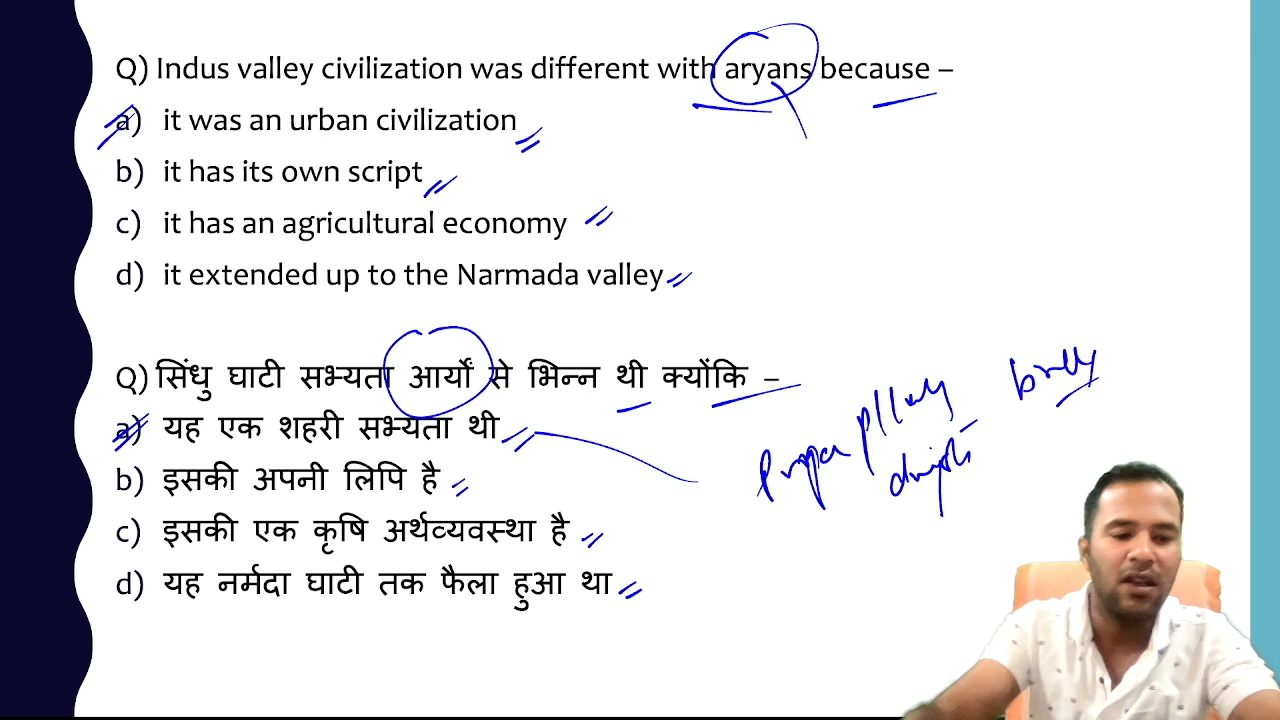 Q) Indus valley civilization was different with aryans because –
a) it was an urban civilization
b) it has its own script
c) it has an agricultural economy
d) it extended up to the Narmada valley
Q) सिंधु घाटी सभ्यता आर्यों से भिन्न थी क्योंकि –
a) यह एक शहरी सभ्यता थी
b) इसकी अपनी लिपि है
c) इसकी एक कृषि अर्थव्यवस्था है
d) यह नर्मदा घाटी तक फैला हुआ था